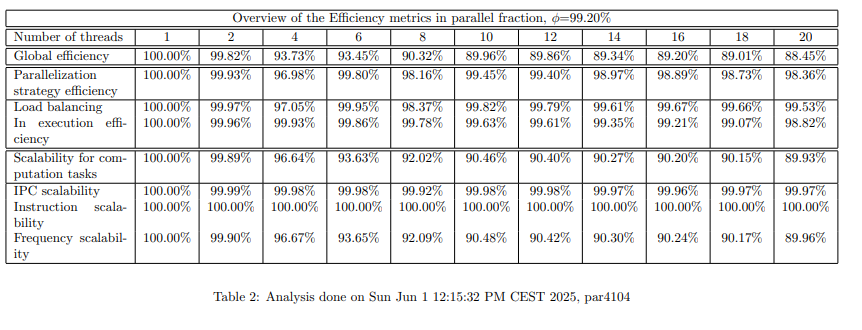 Overview of the Efficiency metrics in parallel fraction, ϕ=99.20%
Number of threads 1 2 4 6 8 10 12 14 16 18 20
Global efficiency 100.00% 99.82% 93.73% 93.45% 90.32% 89.96% 89.86% 89.34% 89.20% 89.01% 88.45%
Parallelization 100.00% 99.93% 96.98% 99.80% 98.16% 99.45% 99.40% 98.97% 98.89% 98.73% 98.36%
strategy efficiency
Load balancing 100.00% 99.97% 97.05% 99.95% 98.37% 99.82% 99.79% 99.61% 99.67% 99.66% 99.53%
In execution effi- 100.00% 99.96% 99.93% 99.86% 99.78% 99.63% 99.61% 99.35% 99.21% 99.07% 98.82%
ciency
Scalability for com- 100.00% 99.89% 96.64% 93.63% 92.02% 90.46% 90.40% 90.27% 90.20% 90.15% 89.93%
putation tasks
IPC scalability 100.00% 99.99% 99.98% 99.98% 99.92% 99.98% 99.98% 99.97% 99.96% 99.97% 99.97%
Instruction scala- 100.00% 100.00% 100.00% 100.00% 100.00% 100.00% 100.00% 100.00% 100.00% 100.00% 100.00%
bility
Frequency scalabil- 100.00% 99.90% 96.67% 93.65% 92.09% 90.48% 90.42% 90.30% 90.24% 90.17% 89.96%
ity
Table 2: Analysis done on Sun Jun 1 12:15:32 PM CEST 2025, par4104